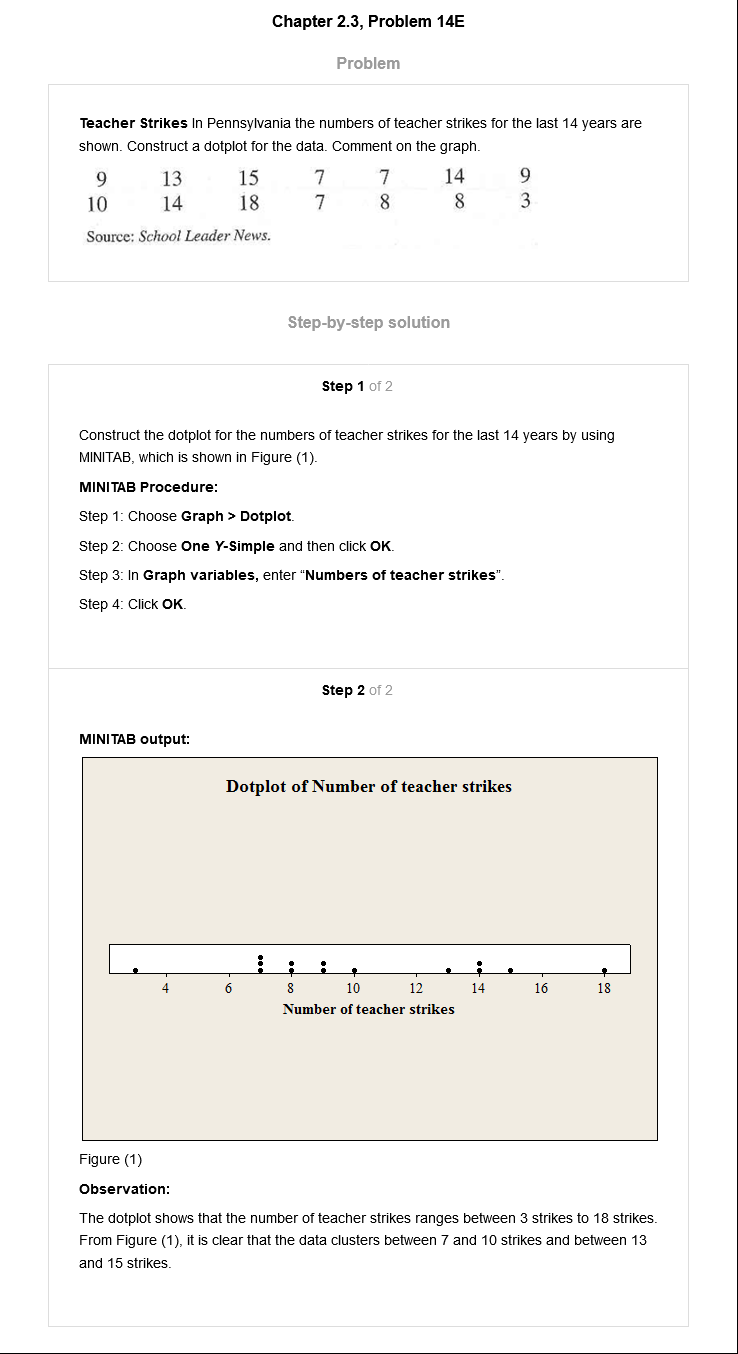 Chapter 2.3, Problem 14E
Problem
Teacher Strikes In Pennsylvania the numbers of teacher strikes for the last 14 years are
shown. Construct a dotplot for the data. Comment on the graph.
9 13 15 7 7 14 9
10 14 18 7 8 8 3
Source: School Leader News.
Step-by-step solution
Step 1 of 2
Construct the dotplot for the numbers of teacher strikes for the last 14 years by using
MINITAB, which is shown in Figure (1).
MINITAB Procedure:
Step 1: Choose Graph > Dotplot.
Step 2: Choose One Y-Simple and then click OK.
Step 3: In Graph variables, enter “Numbers of teacher strikes”.
Step 4: Click OK.
Step 2 of 2
MINITAB output:
Dotplot of Number of teacher strikes
4 6 8 10 12 14 16 18
Number of teacher strikes
Figure (1)
Observation:
The dotplot shows that the number of teacher strikes ranges between 3 strikes to 18 strikes.
From Figure (1), it is clear that the data clusters between 7 and 10 strikes and between 13
and 15 strikes.